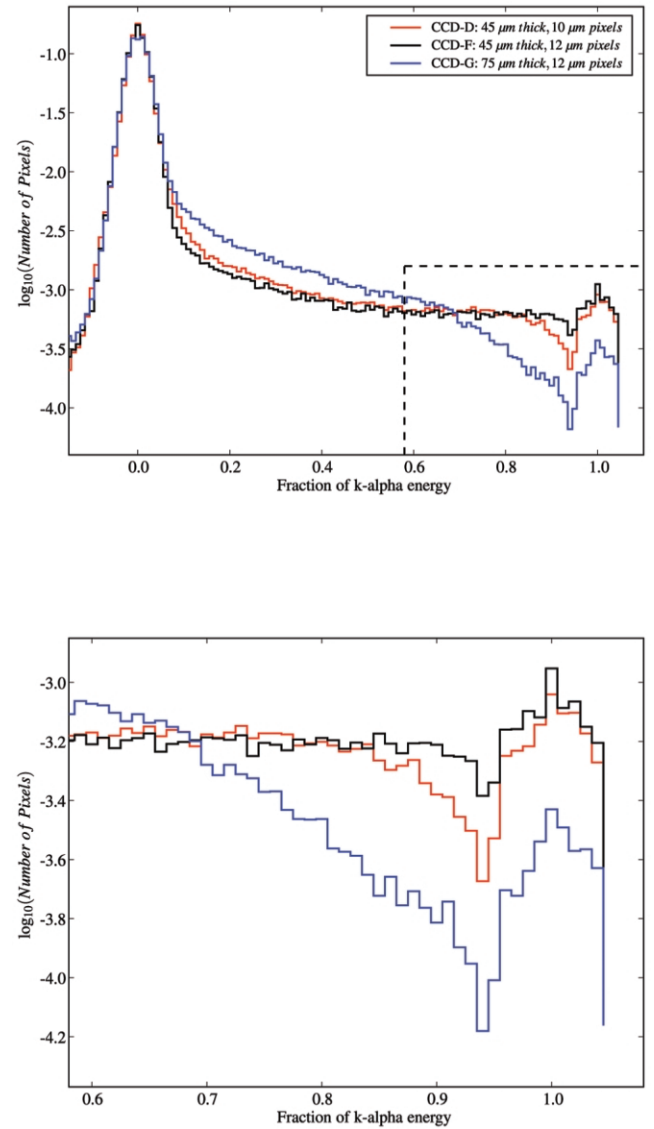 CCD-D: 45 μm thick, 10 μm pixels
CCD-F: 45 μm thick, 12 μm pixels
CCD-G: 75 μm thick, 12 μm pixels
log10(Number of Pixels)
-1.0
-1.5
-2.0
-2.5
-3.0
-3.5
-4.0
0.0 0.2 0.4 0.6 0.8 1.0
Fraction of k-alpha energy
log10(Number of Pixels)
-3.0
-3.2
-3.4
-3.6
-3.8
-4.0
-4.2
0.6 0.7 0.8 0.9 1.0
Fraction of k-alpha energy